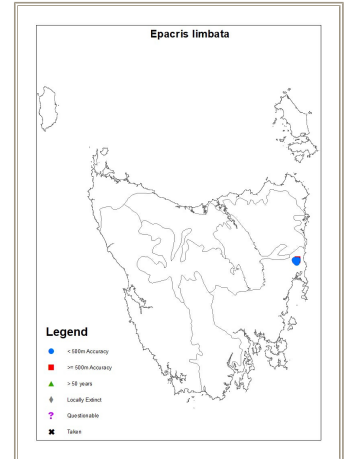 Epacris limbata
Legend
< 500m Accuracy
>= 500m Accuracy
> 50 years
Locally Extinct
Questionable
Taken